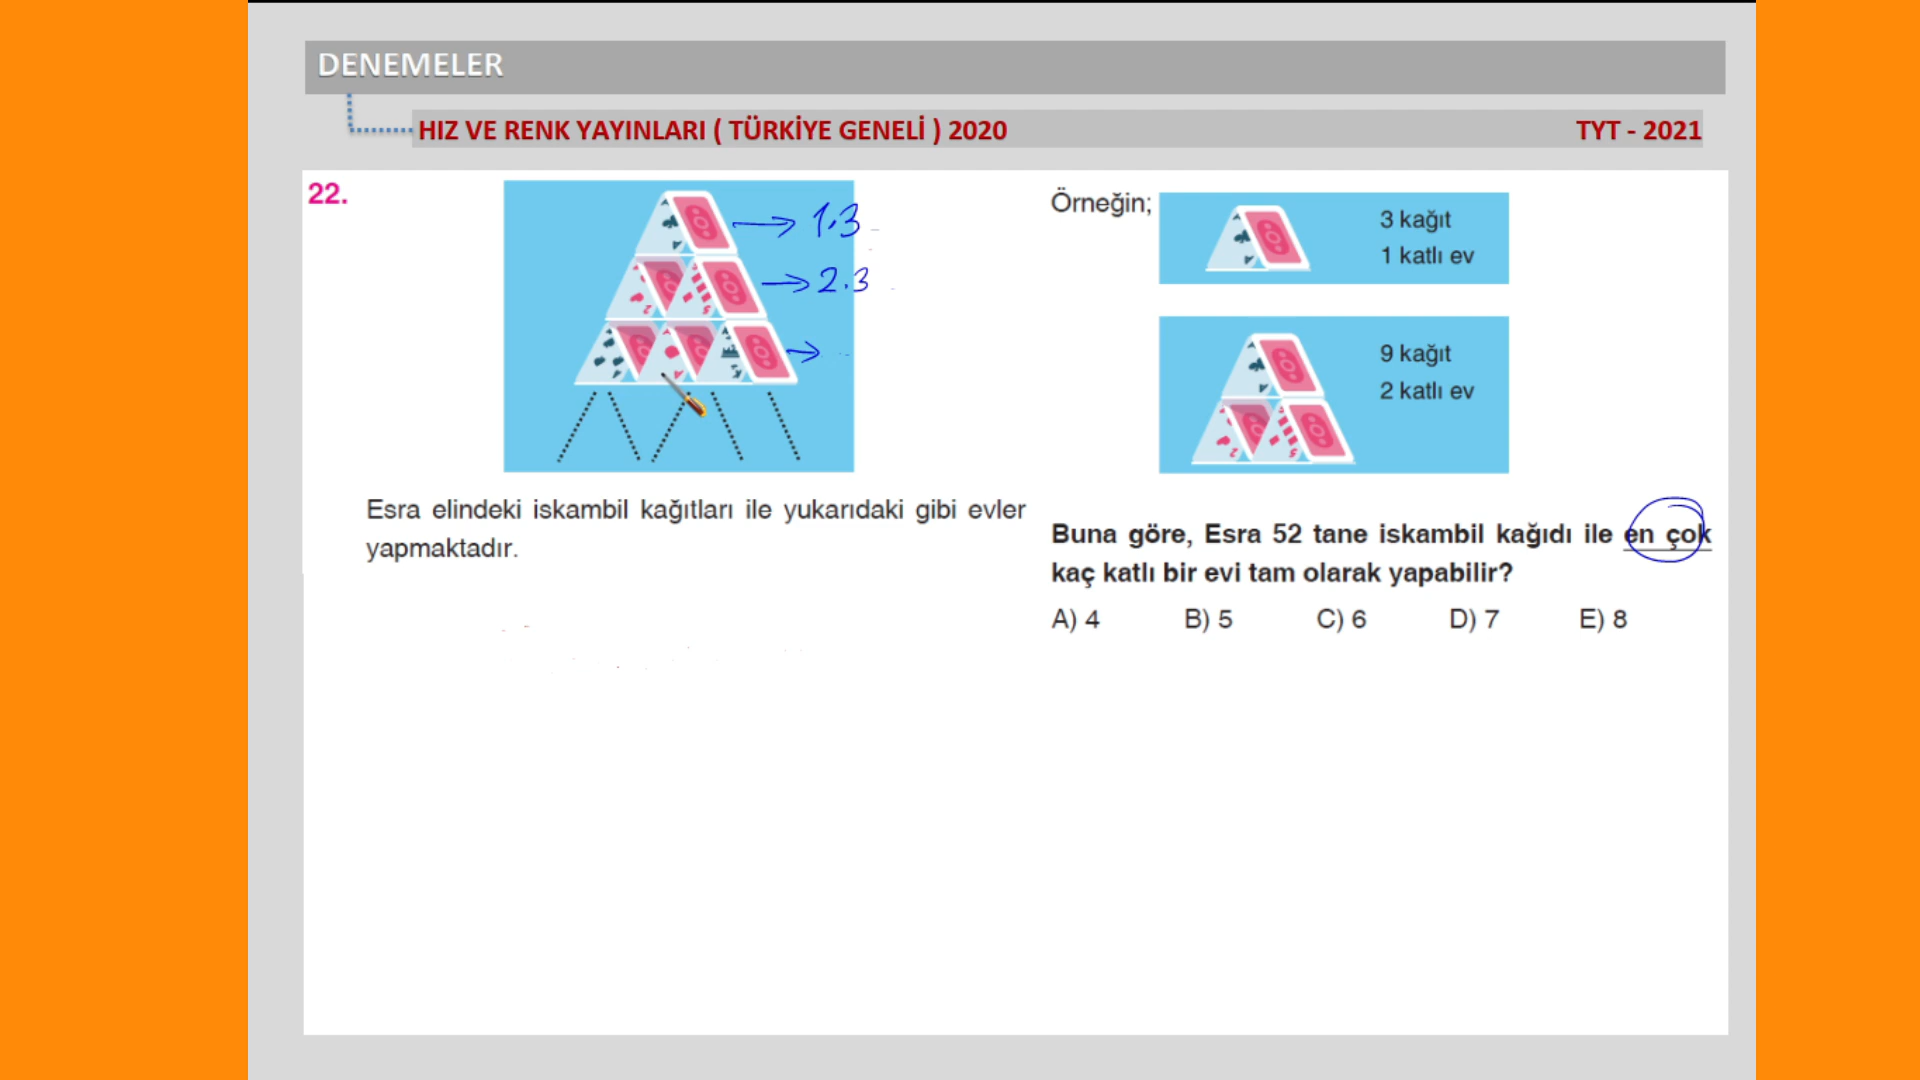 DENEMELER
HIZ VE RENK YAYINLARI ( TÜRKİYE GENELİ ) 2020
TYT - 2021
22.
1.3
2.3
Esra elindeki iskambil kağıtları ile yukarıdaki gibi evler
yapmaktadır.
Örneğin;
3 kağıt
1 katlı ev
9 kağıt
2 katlı ev
Buna göre, Esra 52 tane iskambil kağıdı ile en çok
kaç katlı bir evi tam olarak yapabilir?
A) 4 B) 5 C) 6 D) 7 E) 8